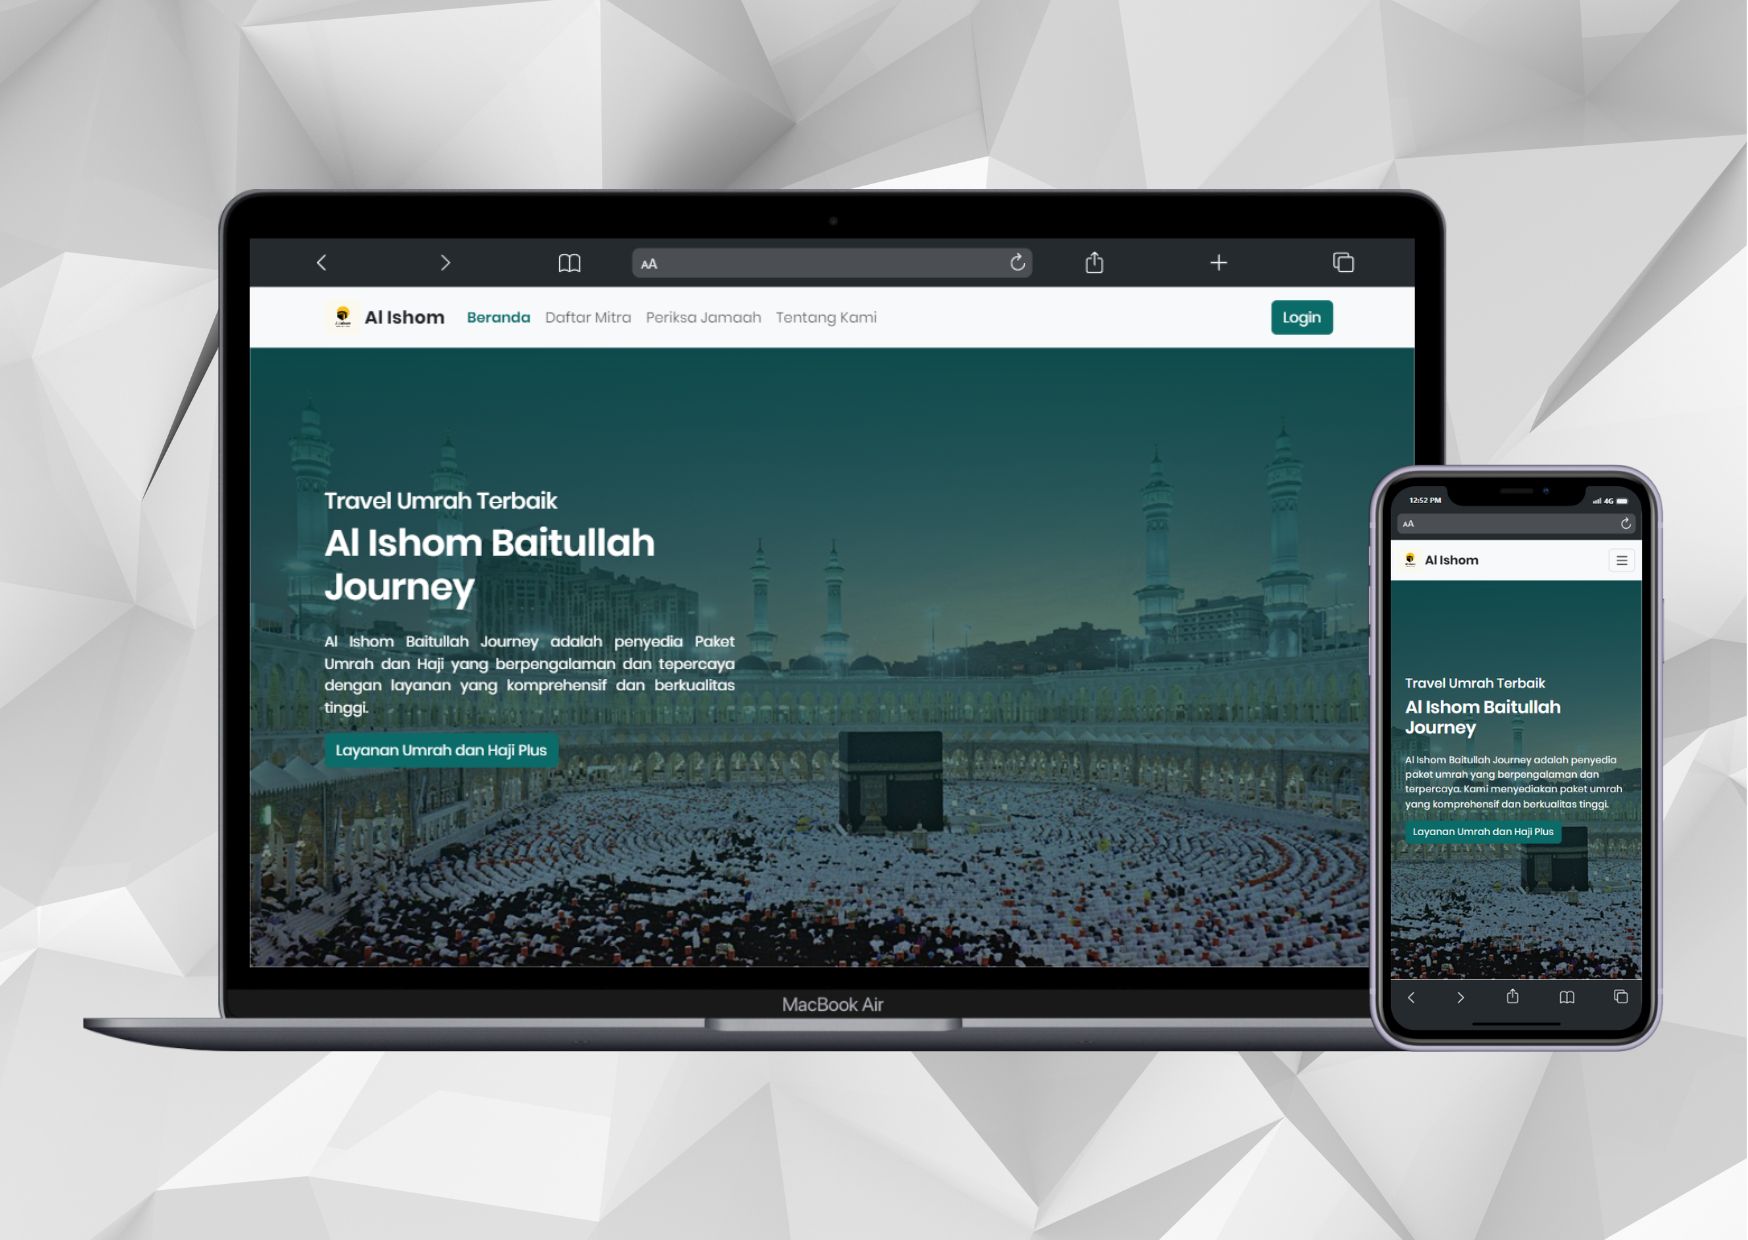 AA
Al Ishom Beranda Daftar Mitra Periksa Jamaah Tentang Kami Login
Travel Umrah Terbaik
Al Ishom Baitullah
Journey
Al Ishom Baitullah Journey adalah penyedia Paket
Umrah dan Haji yang berpengalaman dan tepercaya
dengan layanan yang komprehensif dan berkualitas
tinggi.
Layanan Umrah dan Haji Plus
MacBook Air
12:52 PM 4G
AA
Al Ishom
Travel Umrah Terbaik
Al Ishom Baitullah
Journey
Al Ishom Baitullah Journey adalah penyedia
paket umrah yang berpengalaman dan
terpercaya. Kami menyediakan paket umrah
yang komprehensif dan berkualitas tinggi.
Layanan Umrah dan Haji Plus